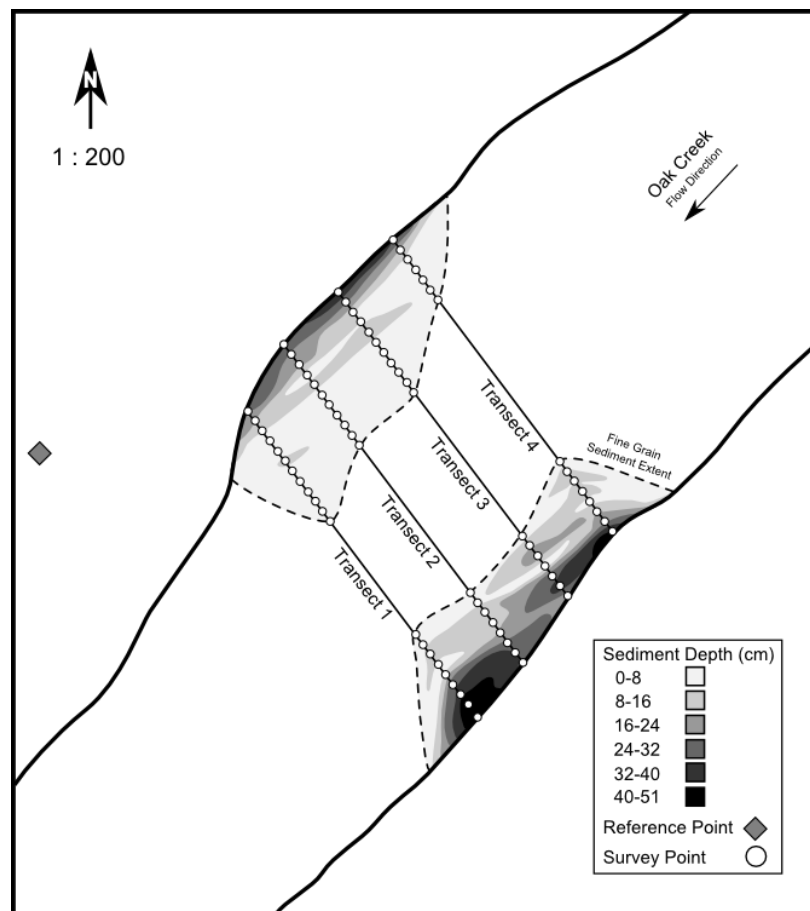 N
1 : 200
Oak Creek
Flow Direction
Transect 4
Fine Grain
Sediment Extent
Transect 3
Transect 2
Transect 1
Sediment Depth (cm)
0-8
8-16
16-24
24-32
32-40
40-51
Reference Point
Survey Point